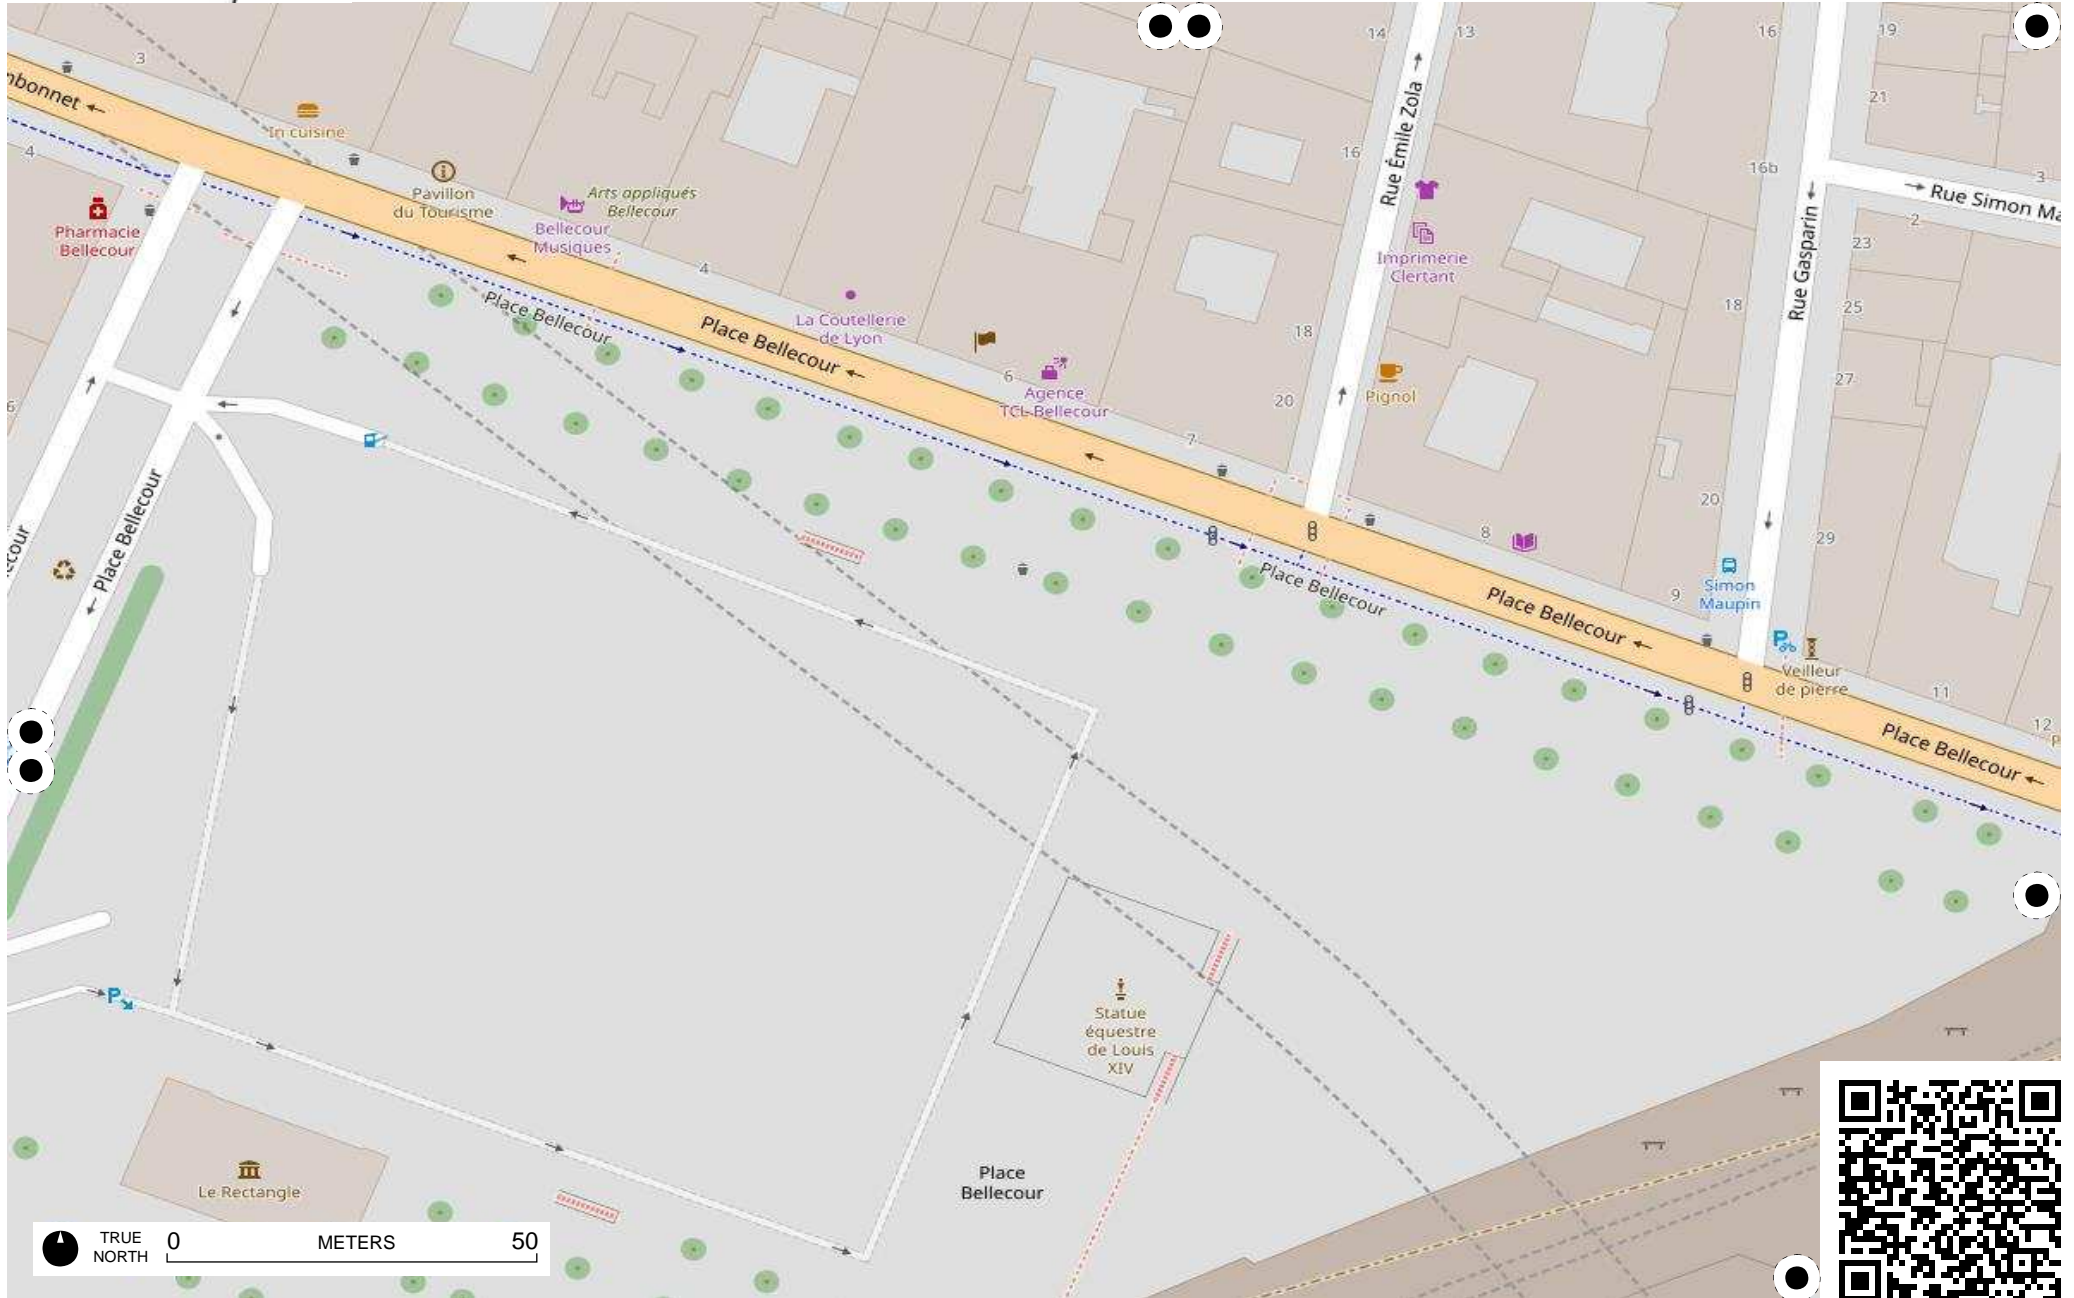 3
In cuisine
4
Pharmacie
Bellecour
Pavillon
du Tourisme
Arts appliqués
Bellecour
Bellecour
Musiques
4
La Coutellerie
de Lyon
Place Bellecour
Place Bellecour
6
Agence
TCL Bellecour
7
14
13
16
Rue Émile Zola
18
20
Imprimerie
Clertant
Pignol
16
19
21
16b
3
Rue Simon Ma
2
23
Rue Gasparin
18
25
27
20
29
8
9
Simon
Maupin
Place Bellecour
Place Bellecour
Veilleur
de pierre
11
12
Place Bellecour
6
Place Bellecour
Statue
équestre
de Louis
XIV
Place
Bellecour
Le Rectangle
TRUE
NORTH
0 METERS 50